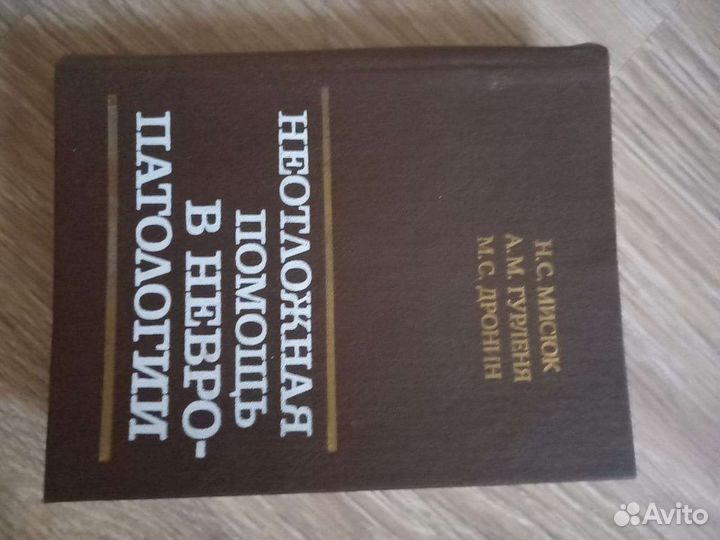 Н.С. МИСЮК
А.М. ГУРЛЕНЯ
М.С. ДРОНИН
НЕОТЛОЖНАЯ
ПОМОЩЬ
В НЕВРО-
ПАТОЛОГИИ
Avito